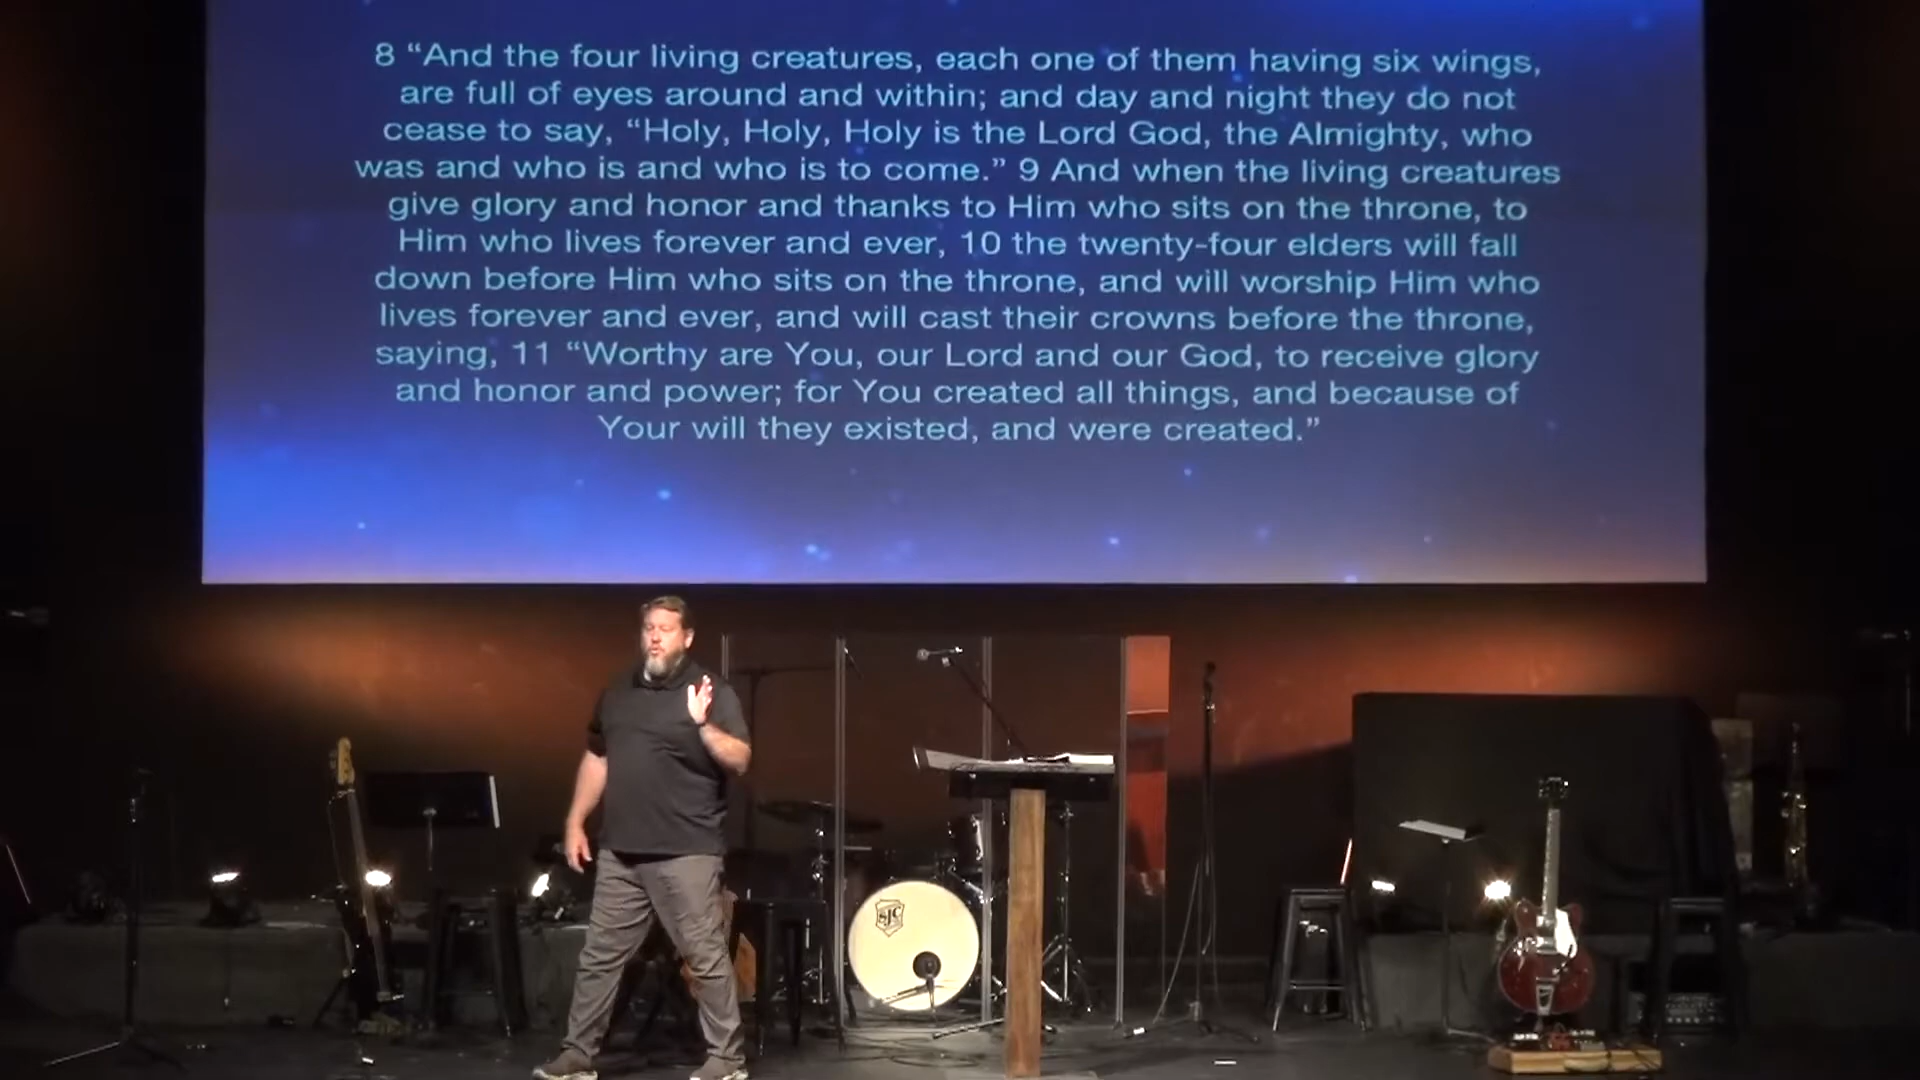 8 “And the four living creatures, each one of them having six wings,
are full of eyes around and within; and day and night they do not
cease to say, “Holy, Holy, Holy is the Lord God, the Almighty, who
was and who is and who is to come.” 9 And when the living creatures
give glory and honor and thanks to Him who sits on the throne, to
Him who lives forever and ever, 10 the twenty-four elders will fall
down before Him who sits on the throne, and will worship Him who
lives forever and ever, and will cast their crowns before the throne,
saying, 11 “Worthy are You, our Lord and our God, to receive glory
and honor and power; for You created all things, and because of
Your will they existed, and were created.”
SJC